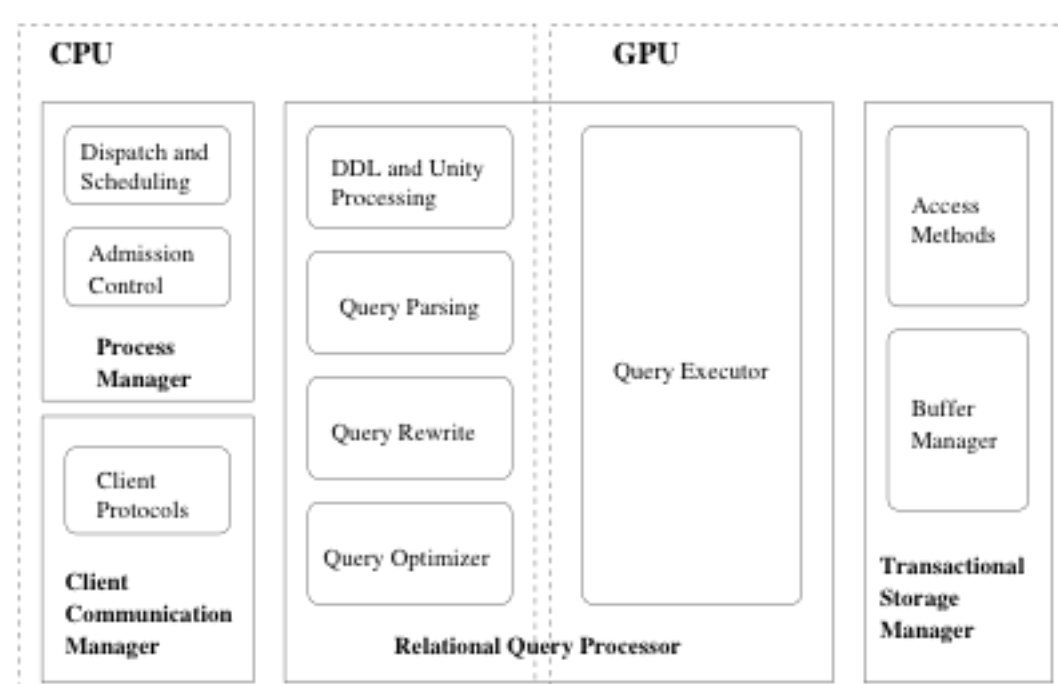 CPU
GPU
Dispatch and
Scheduling
Admission
Control
Process
Manager
Client
Protocols
Client
Communication
Manager
DDL and Unity
Processing
Query Parsing
Query Rewrite
Query Optimizer
Query Executor
Relational Query Processor
Access
Methods
Buffer
Manager
Transactional
Storage
Manager